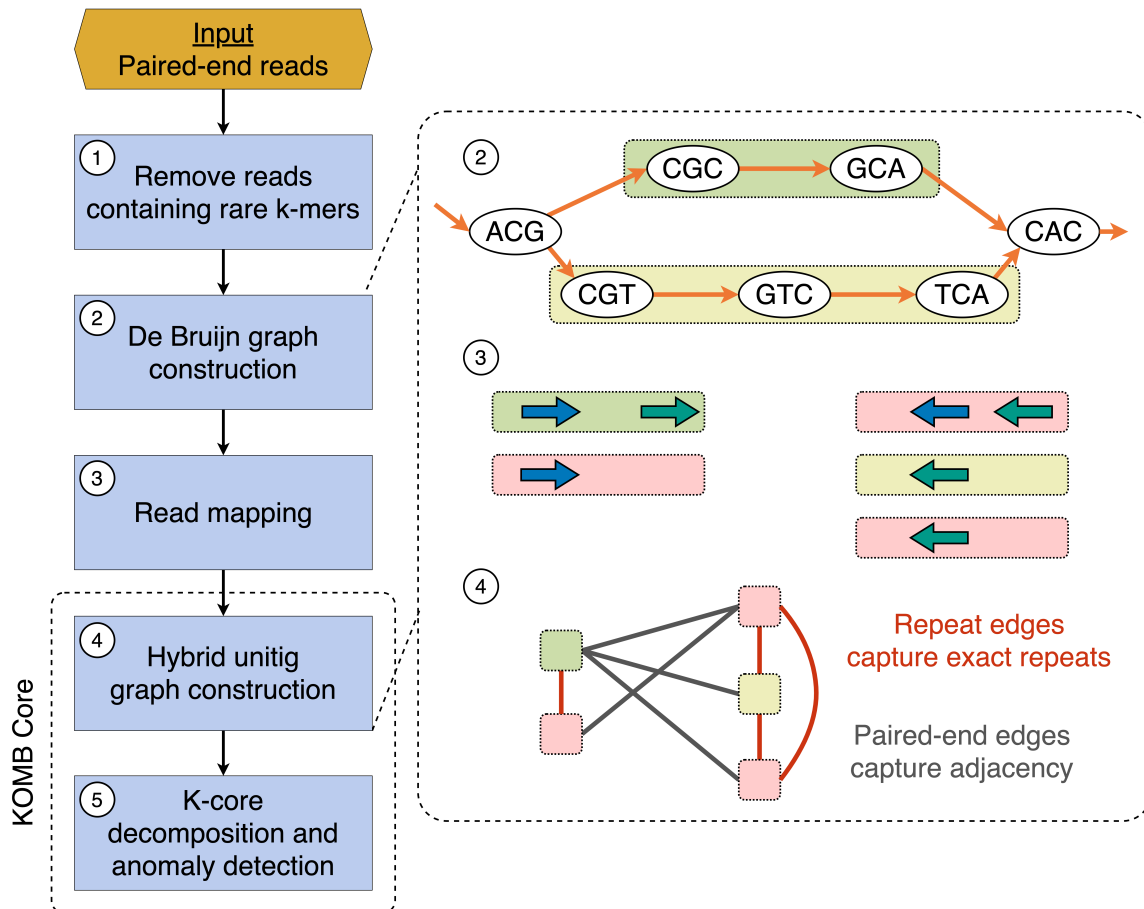 Input
Paired-end reads
1
Remove reads
containing rare k-mers
2
De Bruijn graph
construction
3
Read mapping
4
Hybrid unitig
graph construction
5
K-core
decomposition and
anomaly detection
KOMB Core
2
CGC
GCA
ACG
CAC
CGT
GTC
TCA
3
4
Repeat edges
capture exact repeats
Paired-end edges
capture adjacency